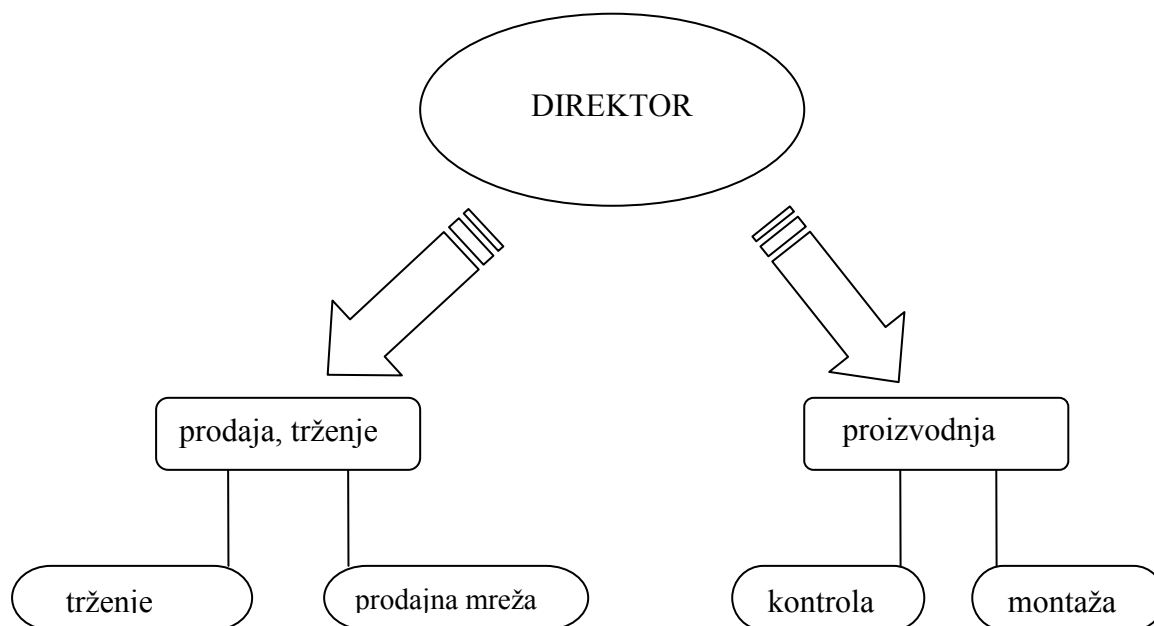 DIREKTOR
prodaja, trženje
proizvodnja
trženje
prodajna mreža
kontrola
montaža